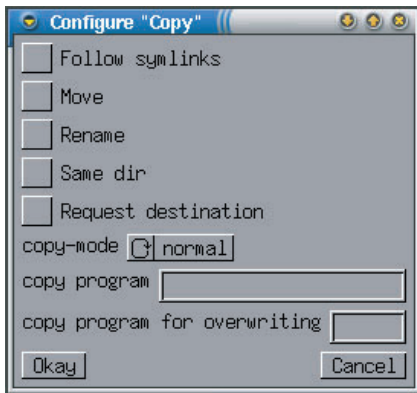 Configure "Copy"
Follow symlinks
Move
Rename
Same dir
Request destination
copy-mode normal
copy program
copy program for overwriting
Okay Cancel